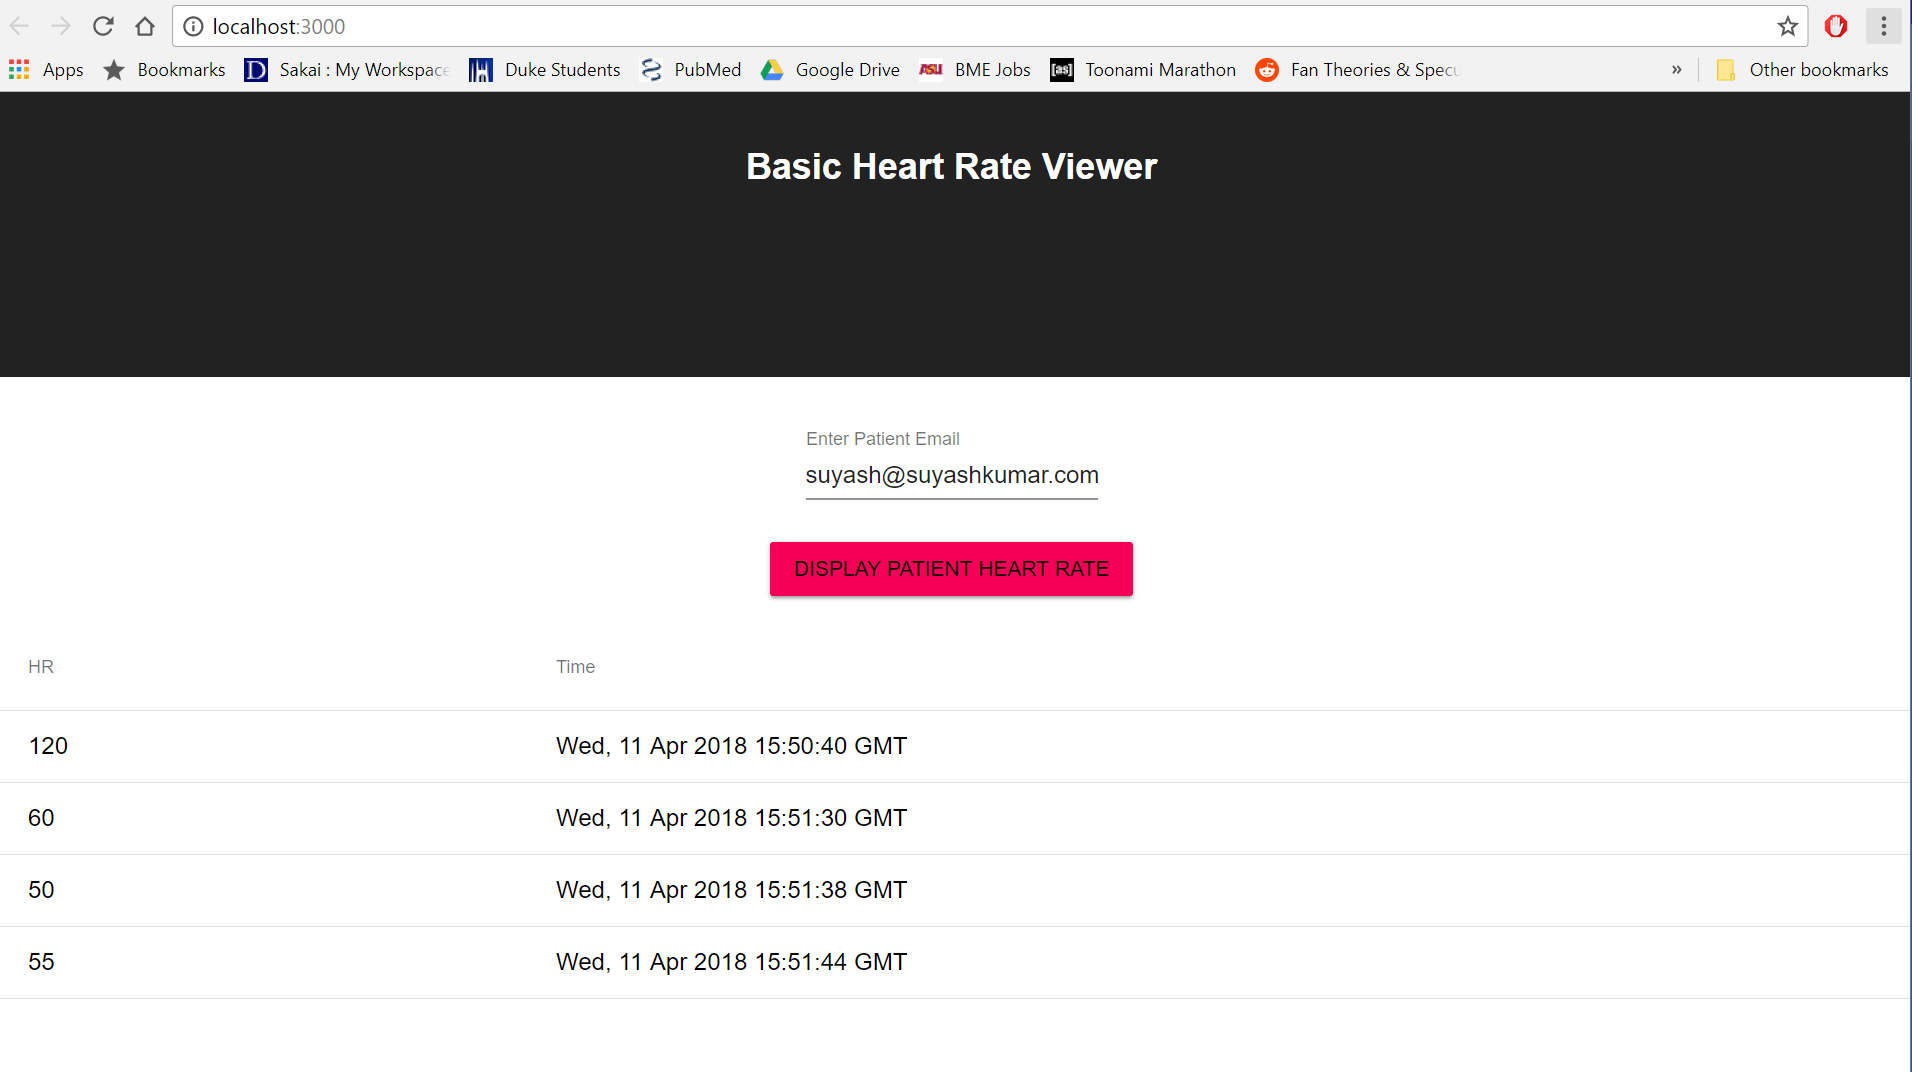 localhost:3000
Apps Bookmarks Sakai : My Workspace Duke Students PubMed Google Drive ASU BME Jobs [as] Toonami Marathon Fan Theories & Specu » Other bookmarks
Basic Heart Rate Viewer
Enter Patient Email
suyash@suyashkumar.com
DISPLAY PATIENT HEART RATE
HR Time
120 Wed, 11 Apr 2018 15:50:40 GMT
60 Wed, 11 Apr 2018 15:51:30 GMT
50 Wed, 11 Apr 2018 15:51:38 GMT
55 Wed, 11 Apr 2018 15:51:44 GMT